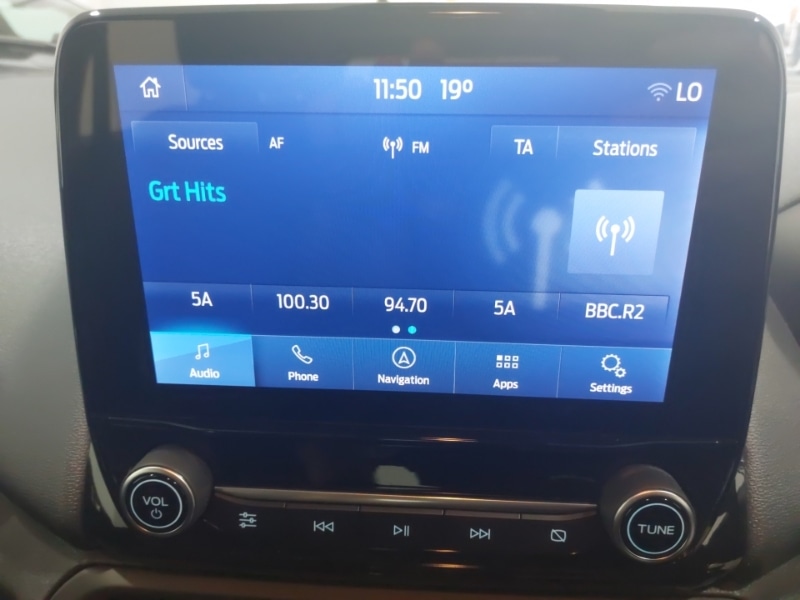 11:50 19° LO
Sources AF FM TA Stations
Grt Hits
5A 100.30 94.70 5A BBC.R2
Audio Phone Navigation Apps Settings
VOL TUNE